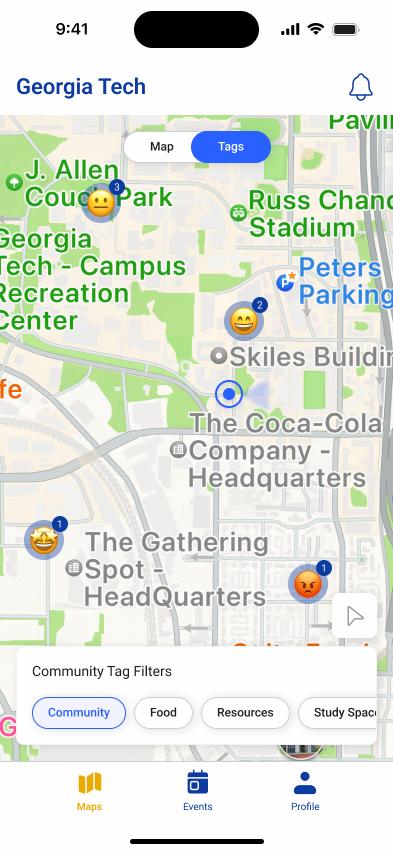 9:41
Georgia Tech
Pavil
Map
Tags
J. Allen
Couch Park
3
Russ Chand
Stadium
Georgia
Tech - Campus
Recreation
Center
Peters
Parking
2
Skiles Buildin
fe
The Coca-Cola
Company -
Headquarters
1
The Gathering
Spot -
HeadQuarters
1
Community Tag Filters
Community
Food
Resources
Study Spac
G
Maps
Events
Profile